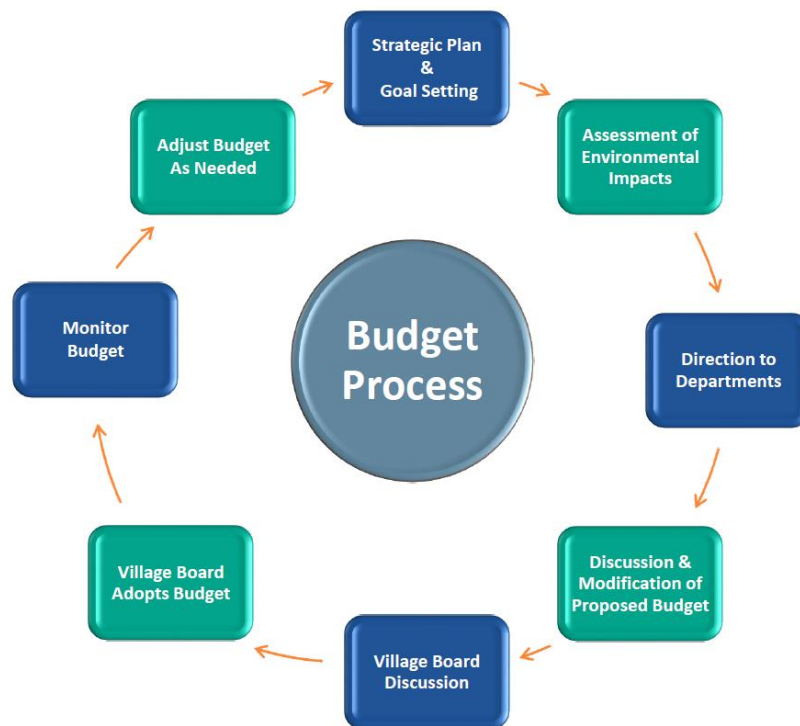 Strategic Plan
&
Goal Setting
Assessment of
Environmental
Impacts
Direction to
Departments
Discussion &
Modification of
Proposed Budget
Village Board
Discussion
Village Board
Adopts Budget
Monitor
Budget
Adjust Budget
As Needed
Budget
Process